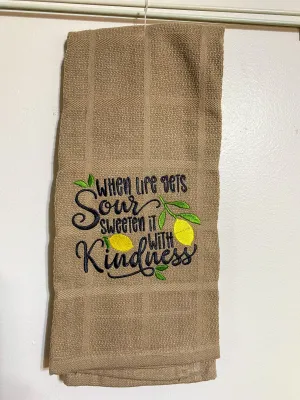 WHEN LIFE GETS
Sour
SWEETEN IT
WITH
Kindness